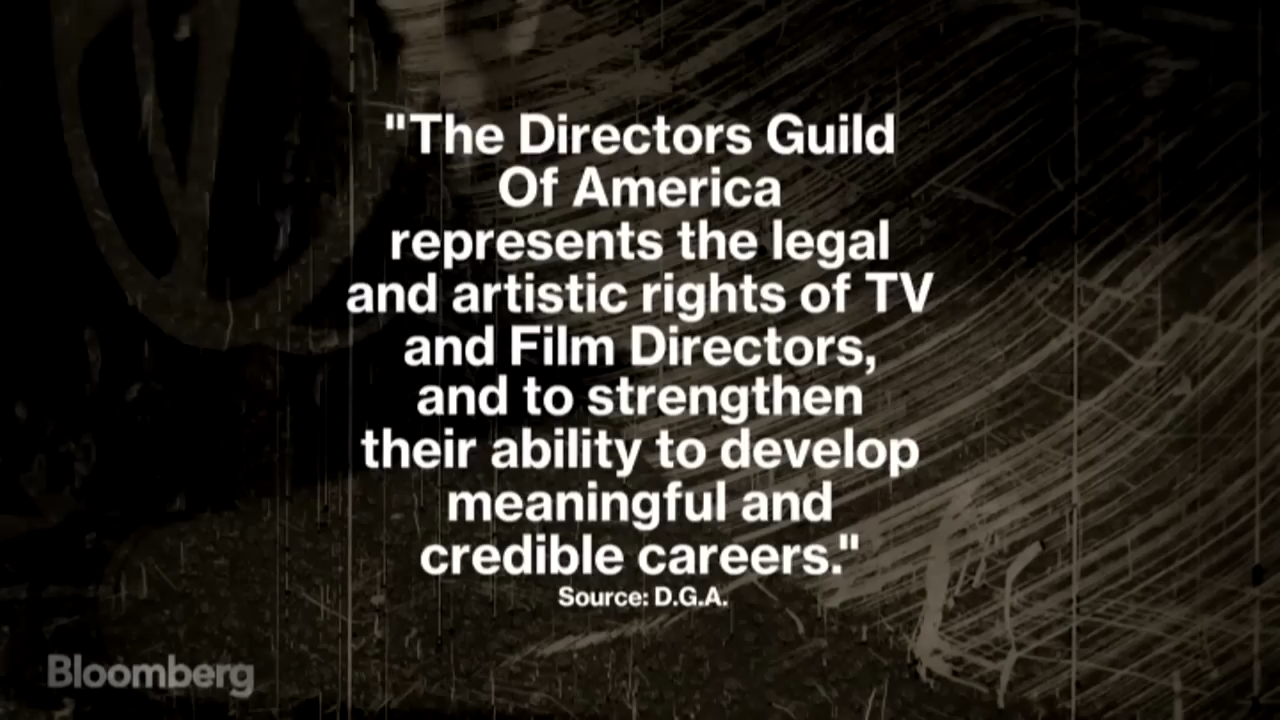 "The Directors Guild
Of America
represents the legal
and artistic rights of TV
and Film Directors,
and to strengthen
their ability to develop
meaningful and
credible careers."
Source: D.G.A.
Bloomberg